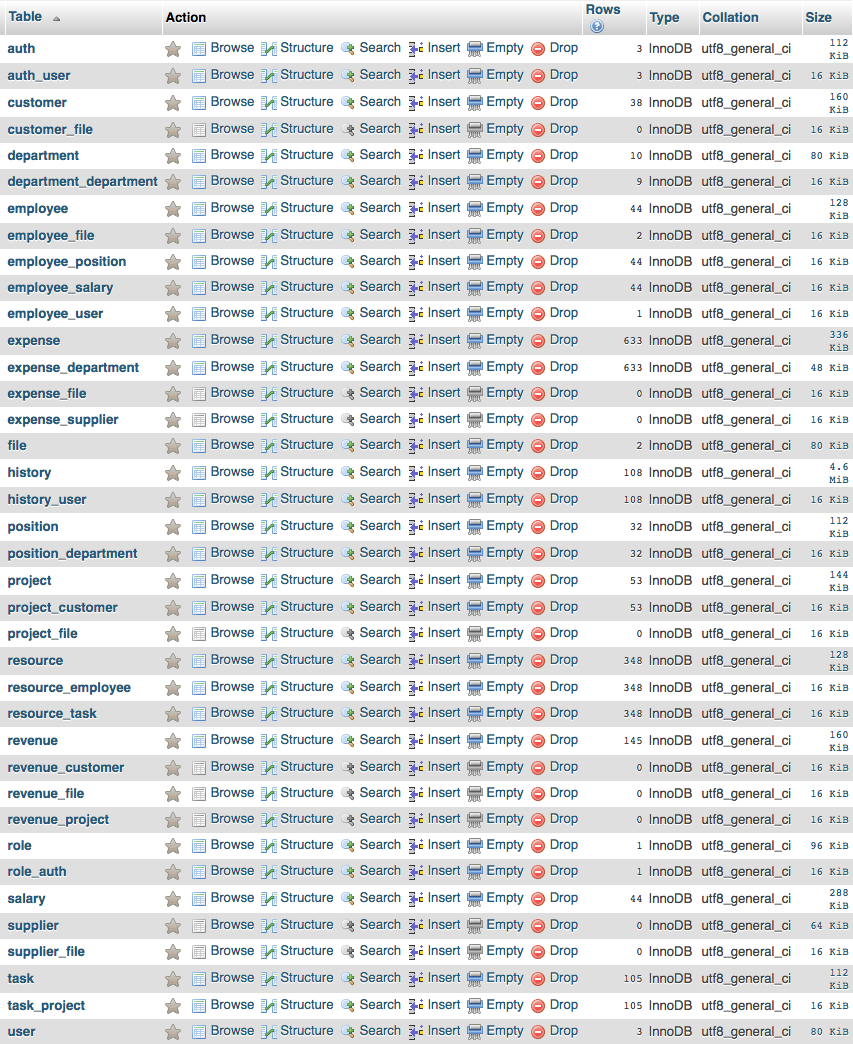 Table Action Rows Type Collation Size
auth Browse Structure Search Insert Empty Drop 3 InnoDB utf8_general_ci 112 KiB
auth_user Browse Structure Search Insert Empty Drop 3 InnoDB utf8_general_ci 16 KiB
customer Browse Structure Search Insert Empty Drop 38 InnoDB utf8_general_ci 160 KiB
customer_file Browse Structure Search Insert Empty Drop 0 InnoDB utf8_general_ci 16 KiB
department Browse Structure Search Insert Empty Drop 10 InnoDB utf8_general_ci 80 KiB
department_department Browse Structure Search Insert Empty Drop 9 InnoDB utf8_general_ci 16 KiB
employee Browse Structure Search Insert Empty Drop 44 InnoDB utf8_general_ci 128 KiB
employee_file Browse Structure Search Insert Empty Drop 2 InnoDB utf8_general_ci 16 KiB
employee_position Browse Structure Search Insert Empty Drop 44 InnoDB utf8_general_ci 16 KiB
employee_salary Browse Structure Search Insert Empty Drop 44 InnoDB utf8_general_ci 16 KiB
employee_user Browse Structure Search Insert Empty Drop 1 InnoDB utf8_general_ci 16 KiB
expense Browse Structure Search Insert Empty Drop 633 InnoDB utf8_general_ci 336 KiB
expense_department Browse Structure Search Insert Empty Drop 633 InnoDB utf8_general_ci 48 KiB
expense_file Browse Structure Search Insert Empty Drop 0 InnoDB utf8_general_ci 16 KiB
expense_supplier Browse Structure Search Insert Empty Drop 0 InnoDB utf8_general_ci 16 KiB
file Browse Structure Search Insert Empty Drop 2 InnoDB utf8_general_ci 80 KiB
history Browse Structure Search Insert Empty Drop 108 InnoDB utf8_general_ci 4.6 MiB
history_user Browse Structure Search Insert Empty Drop 108 InnoDB utf8_general_ci 16 KiB
position Browse Structure Search Insert Empty Drop 32 InnoDB utf8_general_ci 112 KiB
position_department Browse Structure Search Insert Empty Drop 32 InnoDB utf8_general_ci 16 KiB
project Browse Structure Search Insert Empty Drop 53 InnoDB utf8_general_ci 144 KiB
project_customer Browse Structure Search Insert Empty Drop 53 InnoDB utf8_general_ci 16 KiB
project_file Browse Structure Search Insert Empty Drop 0 InnoDB utf8_general_ci 16 KiB
resource Browse Structure Search Insert Empty Drop 348 InnoDB utf8_general_ci 128 KiB
resource_employee Browse Structure Search Insert Empty Drop 348 InnoDB utf8_general_ci 16 KiB
resource_task Browse Structure Search Insert Empty Drop 348 InnoDB utf8_general_ci 16 KiB
revenue Browse Structure Search Insert Empty Drop 145 InnoDB utf8_general_ci 160 KiB
revenue_customer Browse Structure Search Insert Empty Drop 0 InnoDB utf8_general_ci 16 KiB
revenue_file Browse Structure Search Insert Empty Drop 0 InnoDB utf8_general_ci 16 KiB
revenue_project Browse Structure Search Insert Empty Drop 0 InnoDB utf8_general_ci 16 KiB
role Browse Structure Search Insert Empty Drop 1 InnoDB utf8_general_ci 96 KiB
role_auth Browse Structure Search Insert Empty Drop 1 InnoDB utf8_general_ci 16 KiB
salary Browse Structure Search Insert Empty Drop 44 InnoDB utf8_general_ci 288 KiB
supplier Browse Structure Search Insert Empty Drop 0 InnoDB utf8_general_ci 64 KiB
supplier_file Browse Structure Search Insert Empty Drop 0 InnoDB utf8_general_ci 16 KiB
task Browse Structure Search Insert Empty Drop 105 InnoDB utf8_general_ci 112 KiB
task_project Browse Structure Search Insert Empty Drop 105 InnoDB utf8_general_ci 16 KiB
user Browse Structure Search Insert Empty Drop 3 InnoDB utf8_general_ci 80 KiB